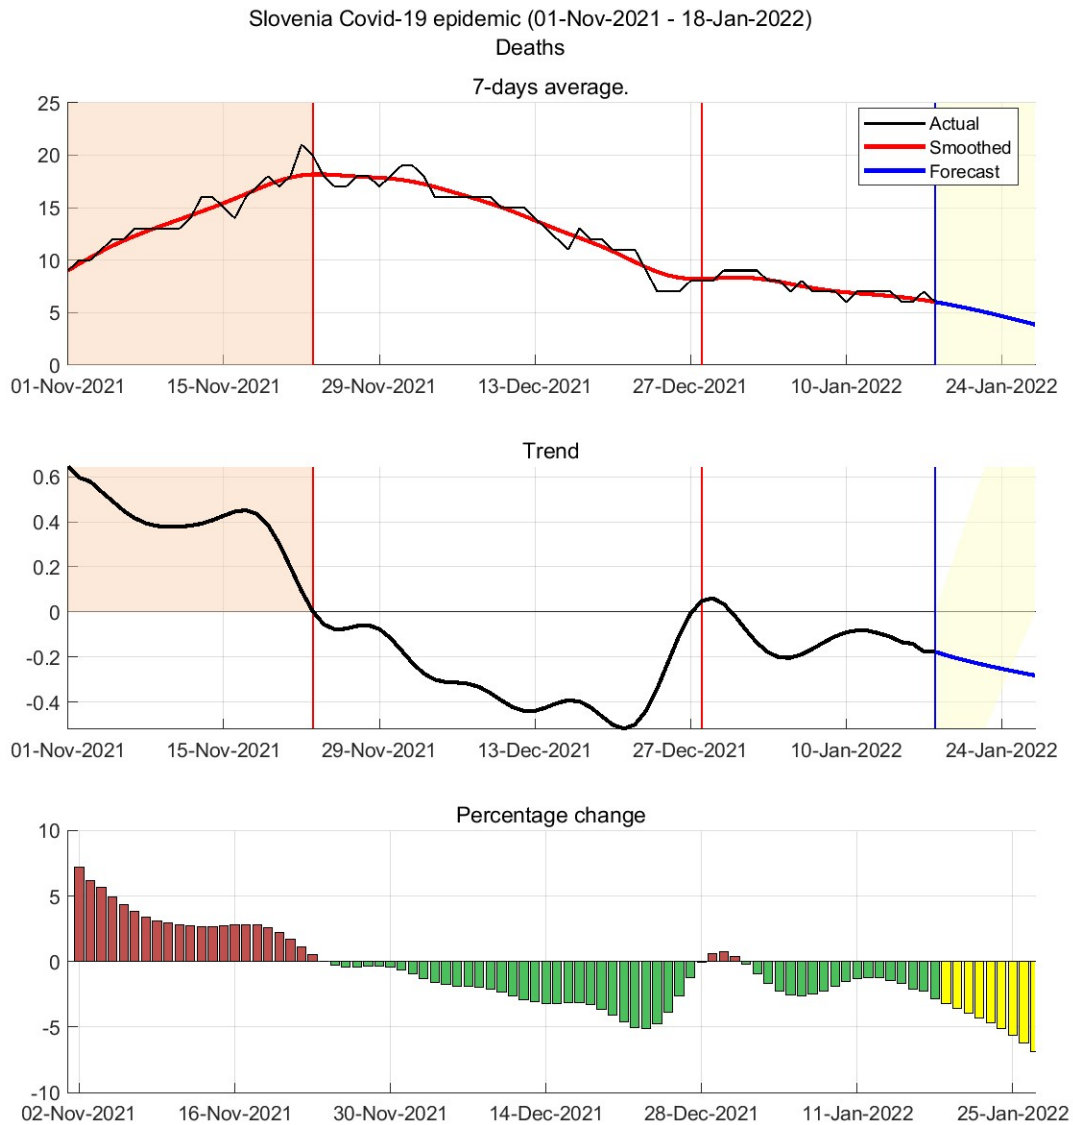 Slovenia Covid-19 epidemic (01-Nov-2021 - 18-Jan-2022)
Deaths
7-days average.
25
20
15
10
5
0
Actual
Smoothed
Forecast
01-Nov-2021 15-Nov-2021 29-Nov-2021 13-Dec-2021 27-Dec-2021 10-Jan-2022 24-Jan-2022
Trend
0.6
0.4
0.2
0
-0.2
-0.4
01-Nov-2021 15-Nov-2021 29-Nov-2021 13-Dec-2021 27-Dec-2021 10-Jan-2022 24-Jan-2022
Percentage change
10
5
0
-5
-10
02-Nov-2021 16-Nov-2021 30-Nov-2021 14-Dec-2021 28-Dec-2021 11-Jan-2022 25-Jan-2022